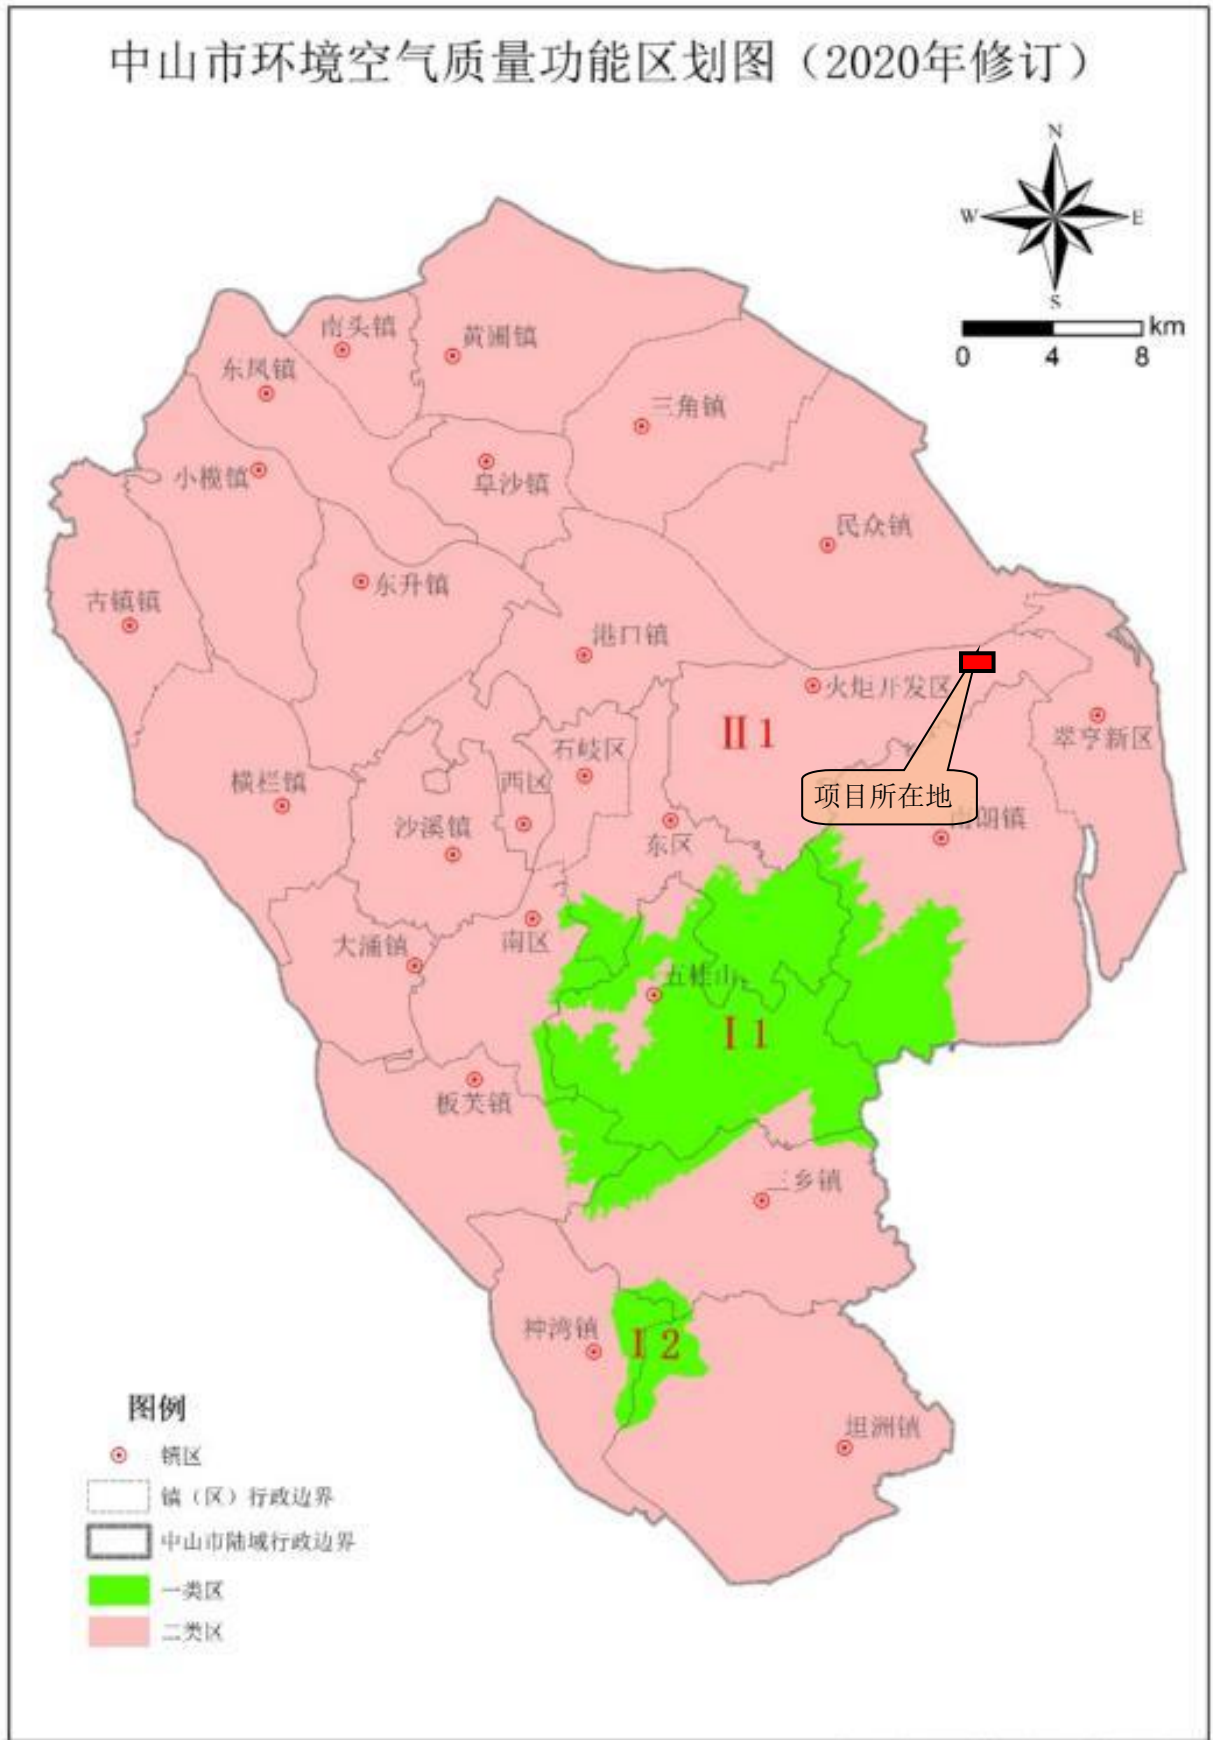 中山市环境空气质量功能区划图（2020年修订）
N
W
E
S
km
0 4 8
南头镇
黄圃镇
东凤镇
三角镇
小榄镇
阜沙镇
民众镇
东升镇
古镇镇
港口镇
火炬开发区
II 1
翠亨新区
石岐区
横栏镇
西区
项目所在地
沙溪镇
南朗镇
东区
大涌镇
南区
五桂山
I 1
板芙镇
三乡镇
神湾镇
I 2
坦洲镇
图例
镇区
镇（区）行政边界
中山市陆域行政边界
一类区
二类区